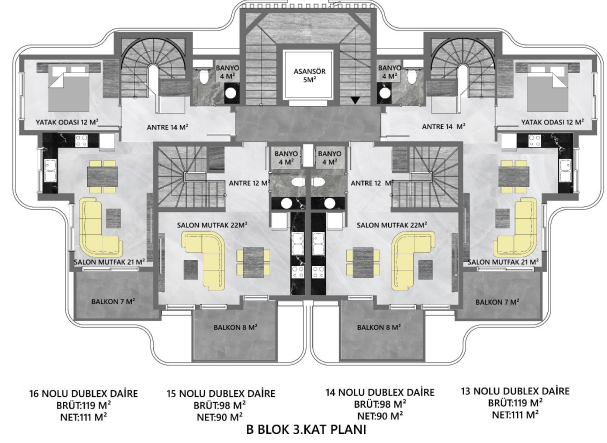 BANYO
4 M²
ASANSÖR
5M²
BANYO
4 M²
YATAK ODASI 12 M²
ANTRE 14 M²
ANTRE 14 M²
YATAK ODASI 12 M²
BANYO
4 M²
BANYO
4 M²
ANTRE 12 M²
ANTRE 12 M²
SALON MUTFAK 22M²
SALON MUTFAK 22M²
SALON MUTFAK 21 M²
SALON MUTFAK 21 M²
BALKON 7 M²
BALKON 7 M²
BALKON 8 M²
BALKON 8 M²
16 NOLU DUBLEX DAİRE
BRÜT:119 M²
NET:111 M²
15 NOLU DUBLEX DAİRE
BRÜT:98 M²
NET:90 M²
14 NOLU DUBLEX DAİRE
BRÜT:98 M²
NET:90 M²
13 NOLU DUBLEX DAİRE
BRÜT:119 M²
NET:111 M²
B BLOK 3.KAT PLANI